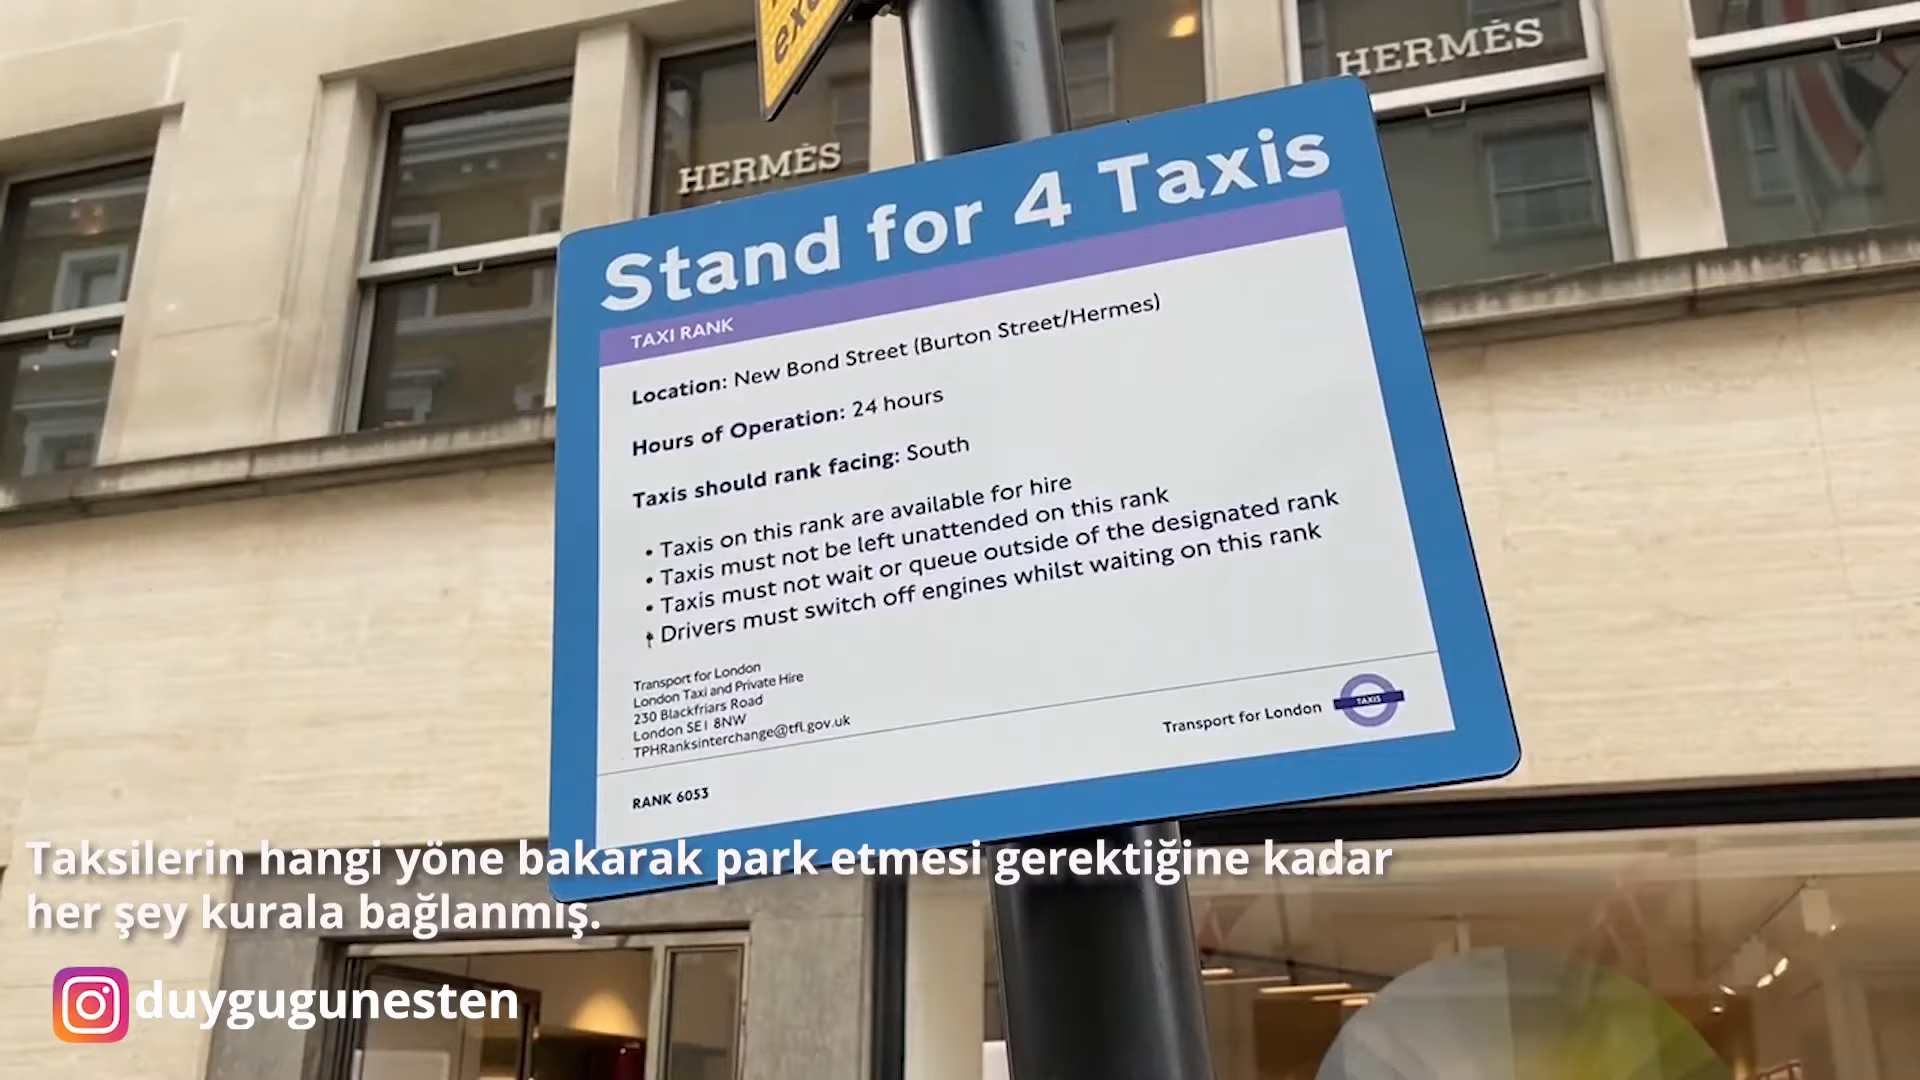 HERMÈS
HERMÈS
Stand for 4 Taxis
TAXI RANK
Location: New Bond Street (Burton Street/Hermes)
Hours of Operation: 24 hours
Taxis should rank facing: South
• Taxis on this rank are available for hire
• Taxis must not be left unattended on this rank
• Taxis must not wait or queue outside of the designated rank
• Drivers must switch off engines whilst waiting on this rank
Transport for London
London Taxi and Private Hire
230 Blackfriars Road
London SE1 8NW
TPHRanksinterchange@tfl.gov.uk
Transport for London
TAXIS
RANK 6053
Taksilerin hangi yöne bakarak park etmesi gerektiğine kadar
her şey kurala bağlanmış.
duygugunesten